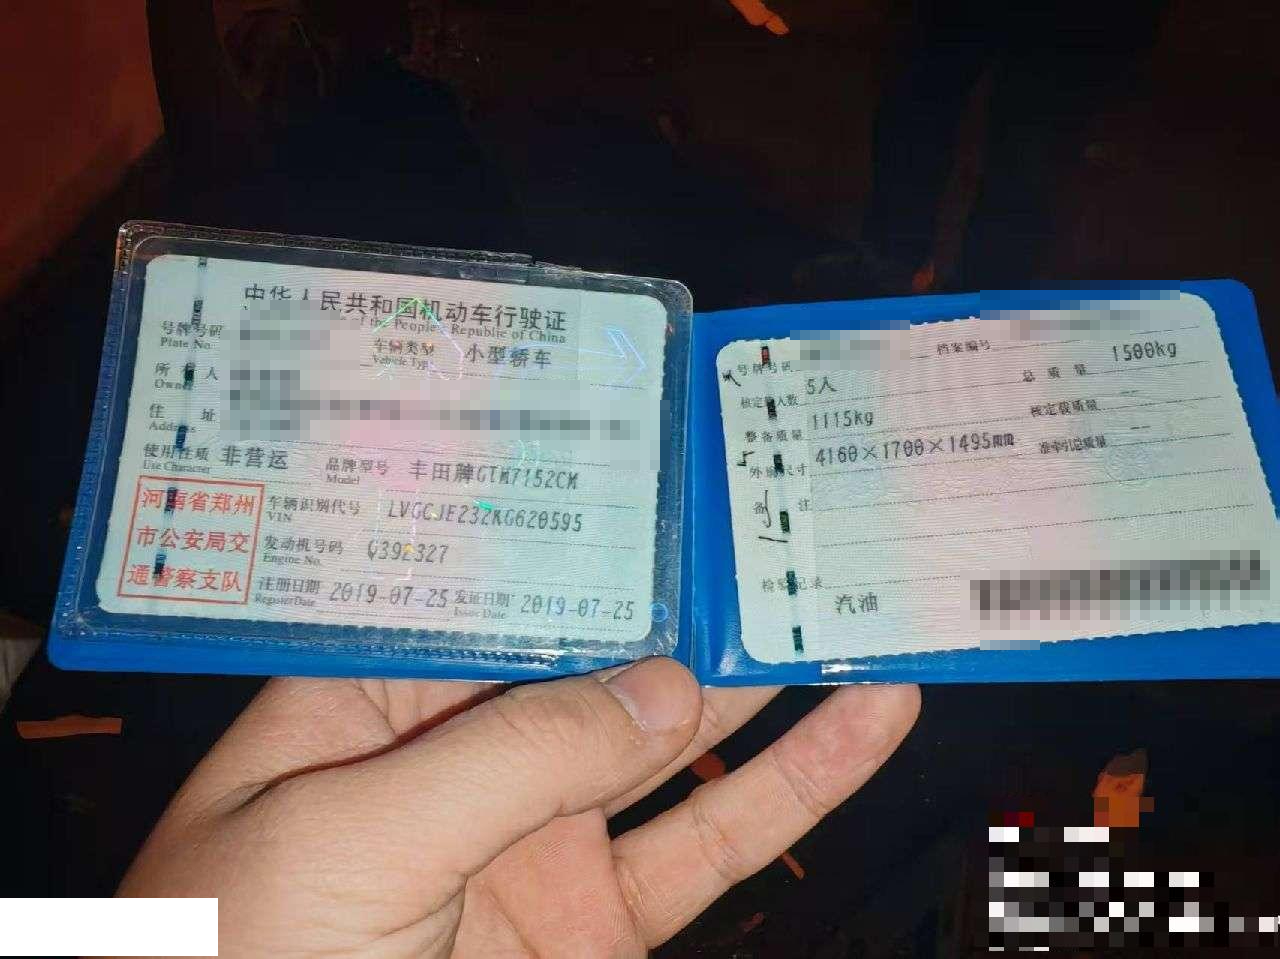 民共和国机动车行驶证
of the People's Republic of China
号牌号码
Plate No.
车辆类型
Vehicle Type
小型轿车
所有人
Owner
住址
Address
使用性质 非营运
Use Character
品牌型号 丰田牌GTM7152CM
Model
河南省郑州
市公安局交
通警察支队
车辆识别代号 LVGCJE232KG620595
VIN
发动机号码
Engine No.
注册日期 2019-07-25
Register Date
发证日期 2019-07-25
Issue Date
号牌号码
档案编号
核定载人数 5人
总质量 1500kg
整备质量 1115kg
核定载质量 --
外廓尺寸 4160×1700×1495mm
准牵引总质量 --
备注
检验记录
汽油